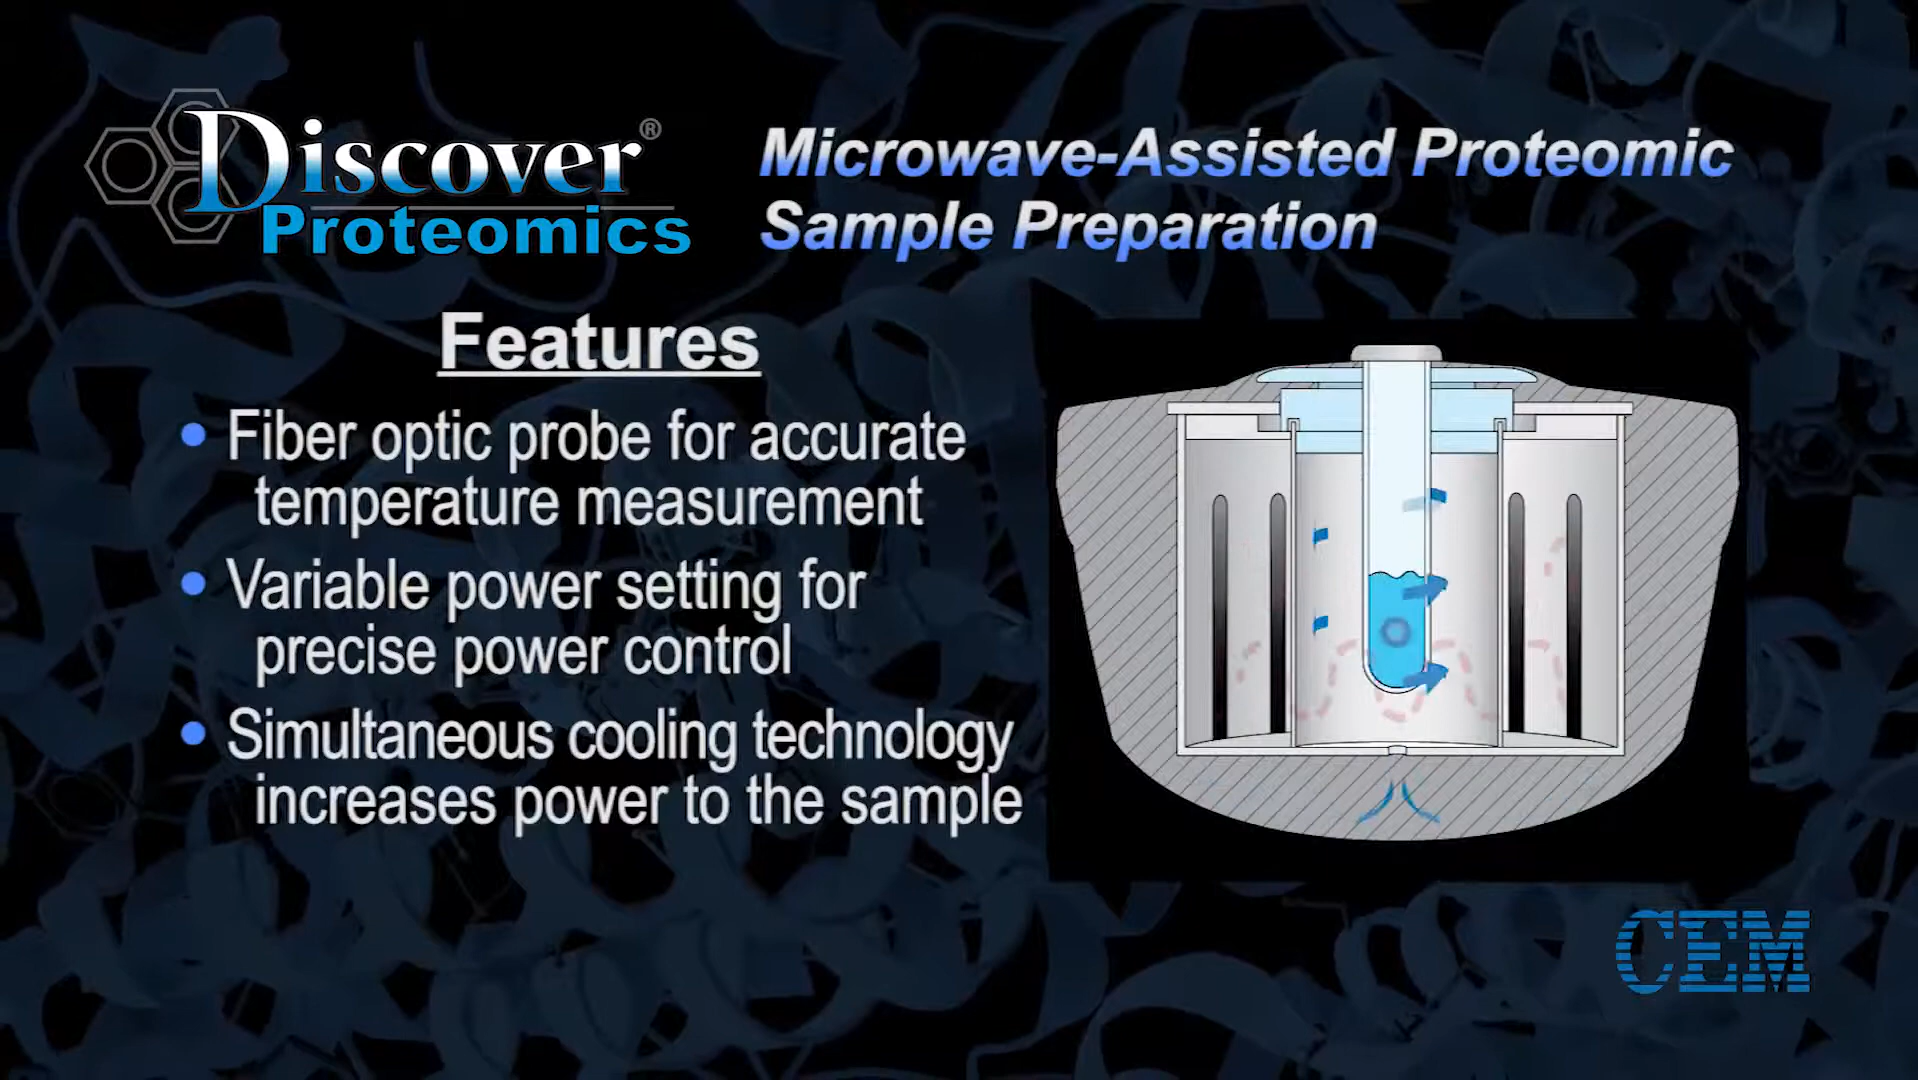 Discover®
Proteomics
Microwave-Assisted Proteomic
Sample Preparation
Features
• Fiber optic probe for accurate
temperature measurement
• Variable power setting for
precise power control
• Simultaneous cooling technology
increases power to the sample
CEM